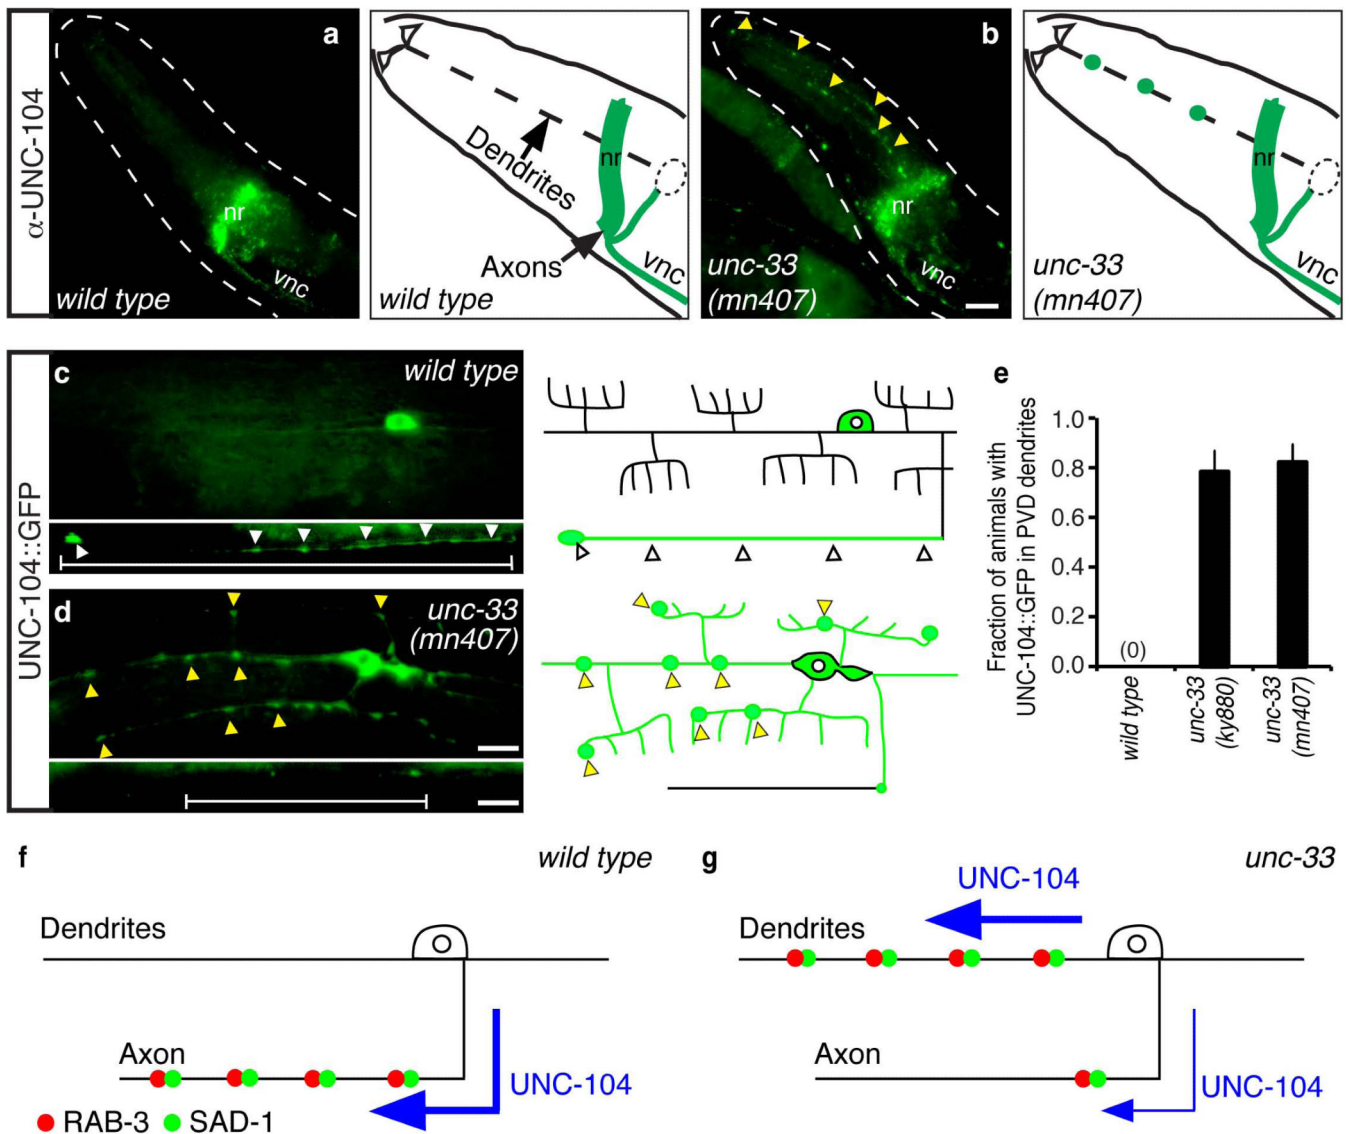 α-UNC-104
a
nr
vnc
wild type
Dendrites
nr
Axons
vnc
wild type
b
nr
vnc
unc-33
(mn407)
nr
vnc
unc-33
(mn407)
UNC-104::GFP
c
wild type
d
unc-33
(mn407)
e
Fraction of animals with
UNC-104::GFP in PVD dendrites
1.0
0.8
0.6
0.4
0.2
0.0
(0)
wild type
unc-33
(ky880)
unc-33
(mn407)
f
wild type
Dendrites
Axon
UNC-104
RAB-3
SAD-1
g
unc-33
UNC-104
Dendrites
Axon
UNC-104